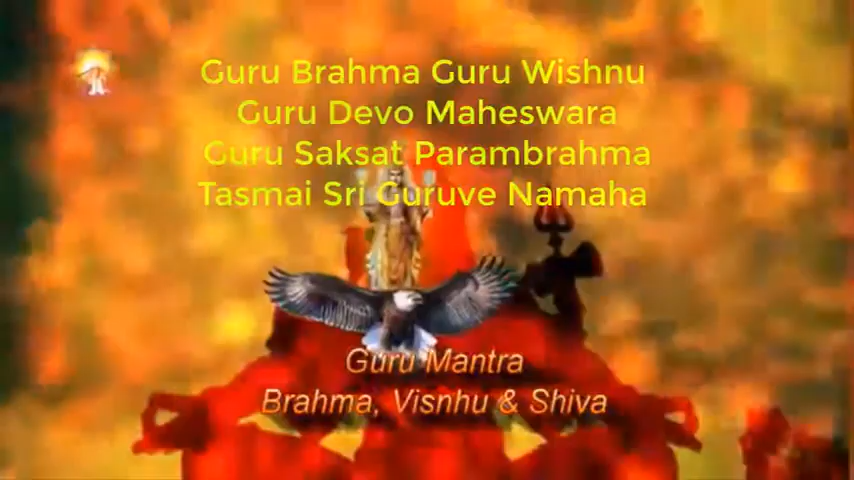 Guru Brahma Guru Wishnu
Guru Devo Maheswara
Guru Saksat Parambrahma
Tasmai Sri Guruve Namaha
Guru Mantra
Brahma, Visnhu & Shiva